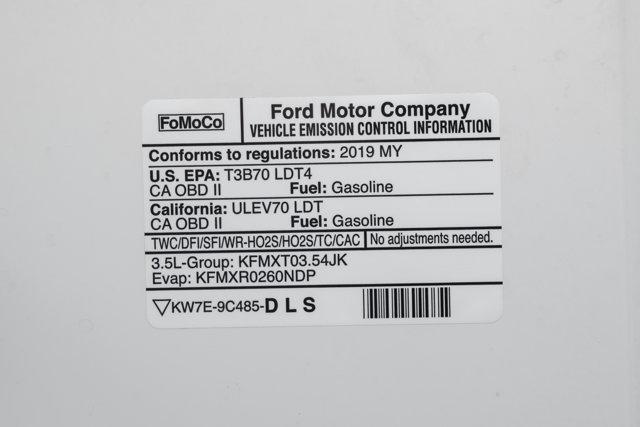 FoMoCo
Ford Motor Company
VEHICLE EMISSION CONTROL INFORMATION
Conforms to regulations: 2019 MY
U.S. EPA: T3B70 LDT4
CA OBD II Fuel: Gasoline
California: ULEV70 LDT
CA OBD II Fuel: Gasoline
TWC/DFI/SFI/WR-HO2S/HO2S/TC/CAC No adjustments needed.
3.5L-Group: KFMXT03.54JK
Evap: KFMXR0260NDP
KW7E-9C485-D L S